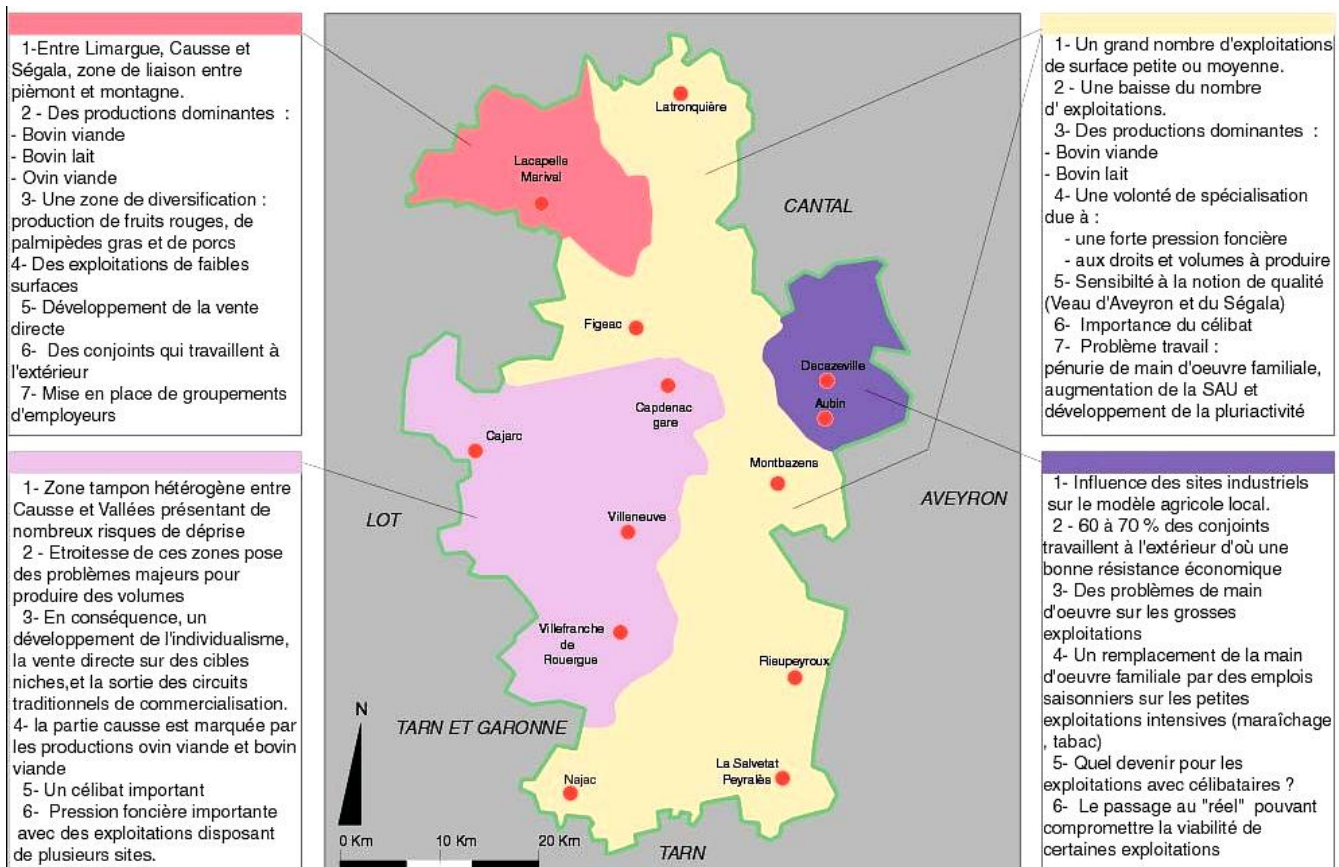 1-Entre Limargue, Causse et
Ségala, zone de liaison entre
pièmont et montagne.
2 - Des productions dominantes :
- Bovin viande
- Bovin lait
- Ovin viande
3- Une zone de diversification :
production de fruits rouges, de
palmipèdes gras et de porcs
4- Des exploitations de faibles
surfaces
5- Développement de la vente
directe
6- Des conjoints qui travaillent à
l'extérieur
7- Mise en place de groupements
d'employeurs
1- Zone tampon hétérogène entre
Causse et Vallées présentant de
nombreux risques de déprise
2 - Etroitesse de ces zones pose
des problèmes majeurs pour
produire des volumes
3- En conséquence, un
développement de l'individualisme,
la vente directe sur des cibles
niches,et la sortie des circuits
traditionnels de commercialisation.
4- la partie causse est marquée par
les productions ovin viande et bovin
viande
5- Un célibat important
6- Pression foncière importante
avec des exploitations disposant
de plusieurs sites.
Latronquière
Lacapelle
Marival
CANTAL
Figeac
Decazeville
Aubin
Capdenac
gare
Cajarc
Montbazens
AVEYRON
LOT
Villeneuve
Villefranche
de
Rouergue
Rieupeyroux
N
TARN ET GARONNE
La Salvetat
Peyralès
Najac
0 Km
10 Km
20 Km
TARN
1- Un grand nombre d'exploitations
de surface petite ou moyenne.
2 - Une baisse du nombre
d' exploitations.
3- Des productions dominantes :
- Bovin viande
- Bovin lait
4- Une volonté de spécialisation
due à :
- une forte pression foncière
- aux droits et volumes à produire
5- Sensibilté à la notion de qualité
(Veau d'Aveyron et du Ségala)
6- Importance du célibat
7- Problème travail :
pénurie de main d'oeuvre familiale,
augmentation de la SAU et
développement de la pluriactivité
1- Influence des sites industriels
sur le modèle agricole local.
2 - 60 à 70 % des conjoints
travaillent à l'extérieur d'où une
bonne résistance économique
3- Des problèmes de main
d'oeuvre sur les grosses
exploitations
4- Un remplacement de la main
d'oeuvre familiale par des emplois
saisonniers sur les petites
exploitations intensives (maraîchage
, tabac)
5- Quel devenir pour les
exploitations avec célibataires ?
6- Le passage au "réel" pouvant
compromettre la viabilité de
certaines exploitations